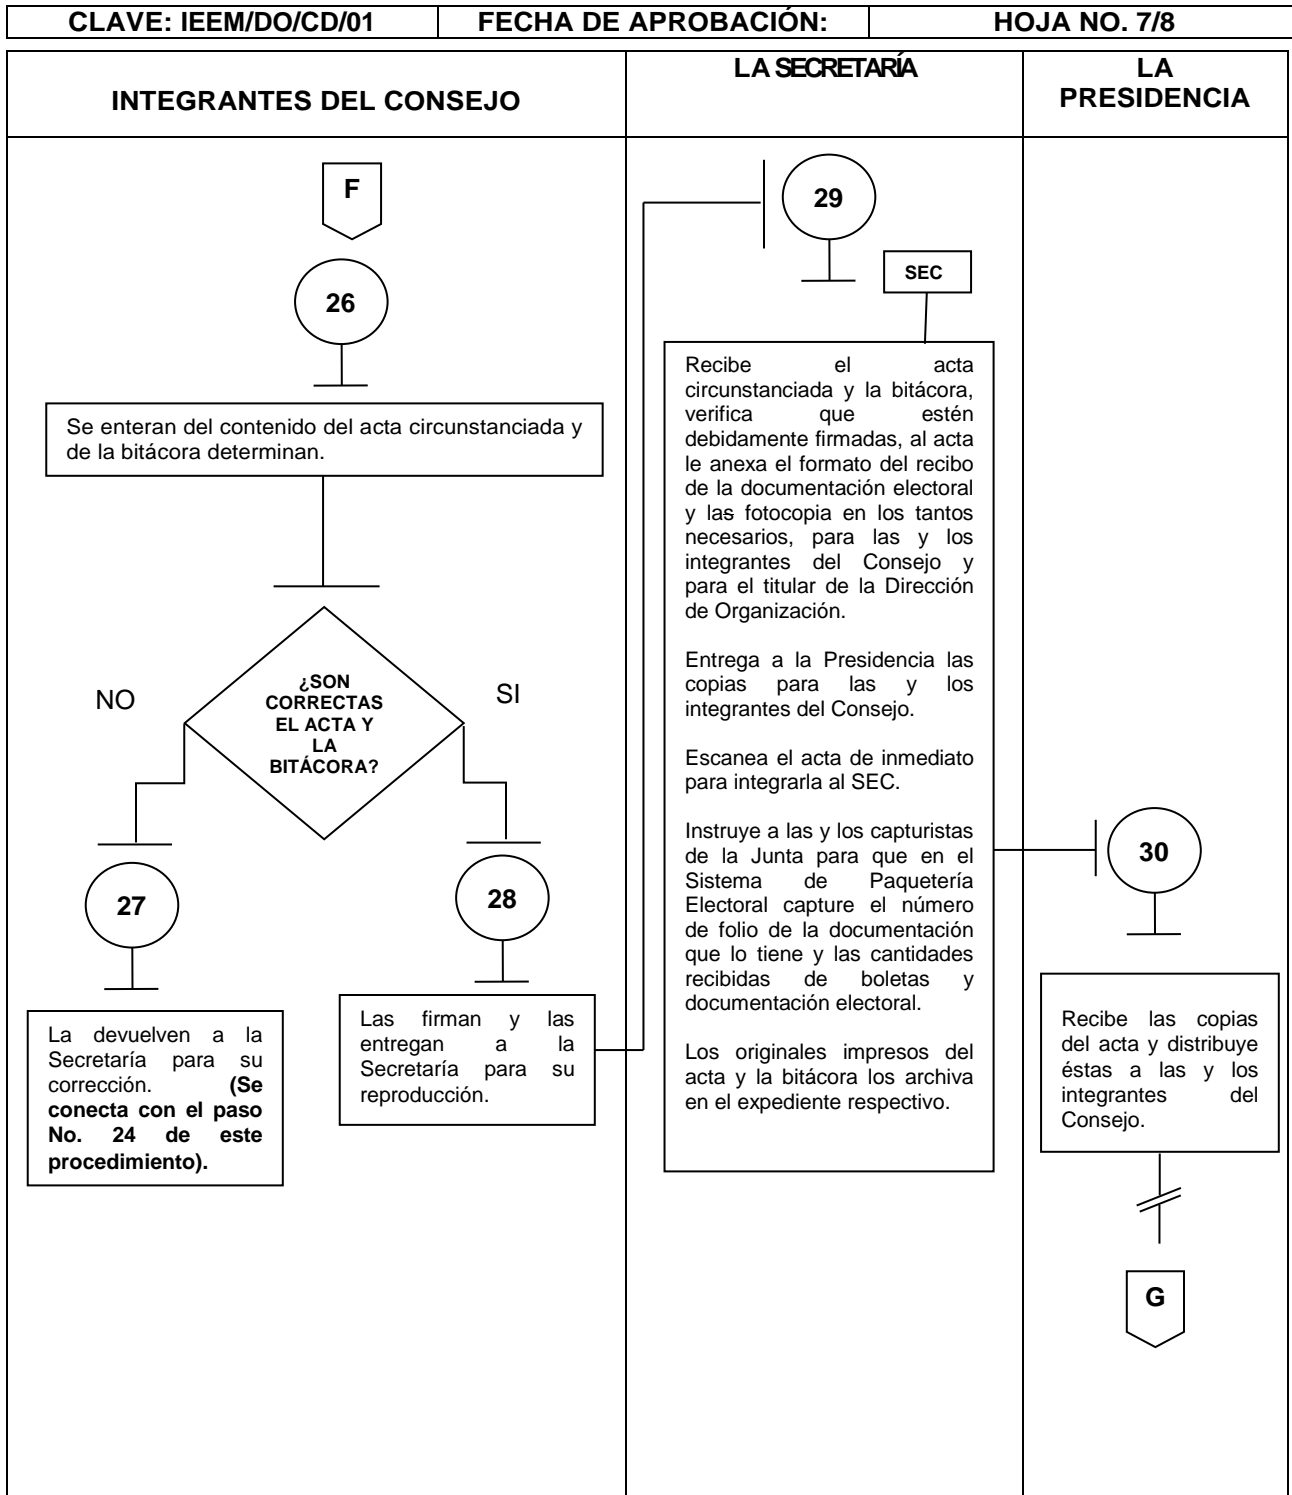 CLAVE: IEEM/DO/CD/01 FECHA DE APROBACIÓN: HOJA NO. 7/8
INTEGRANTES DEL CONSEJO
LA SECRETARÍA
LA
PRESIDENCIA
F
26
Se enteran del contenido del acta circunstanciada y
de la bitácora determinan.
¿SON
CORRECTAS
EL ACTA Y
LA
BITÁCORA?
NO
SI
27
La devuelven a la
Secretaría para su
corrección. (Se
conecta con el paso
No. 24 de este
procedimiento).
28
Las firman y las
entregan a la
Secretaría para su
reproducción.
29
SEC
Recibe el acta
circunstanciada y la bitácora,
verifica que estén
debidamente firmadas, al acta
le anexa el formato del recibo
de la documentación electoral
y las fotocopia en los tantos
necesarios, para las y los
integrantes del Consejo y
para el titular de la Dirección
de Organización.
Entrega a la Presidencia las
copias para las y los
integrantes del Consejo.
Escanea el acta de inmediato
para integrarla al SEC.
Instruye a las y los capturistas
de la Junta para que en el
Sistema de Paquetería
Electoral capture el número
de folio de la documentación
que lo tiene y las cantidades
recibidas de boletas y
documentación electoral.
Los originales impresos del
acta y la bitácora los archiva
en el expediente respectivo.
30
Recibe las copias
del acta y distribuye
éstas a las y los
integrantes del
Consejo.
G